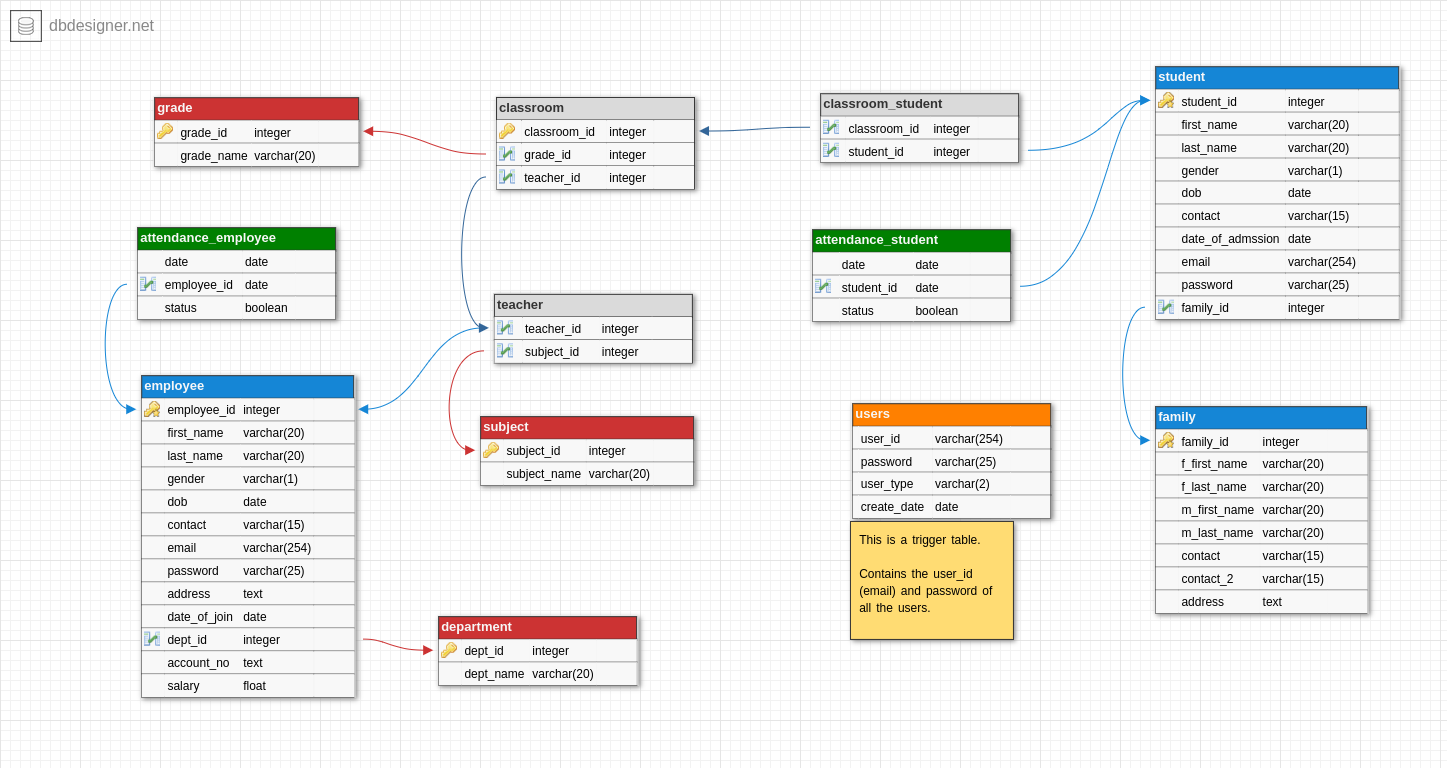 dbdesigner.net
grade
grade_id integer
grade_name varchar(20)
classroom
classroom_id integer
grade_id integer
teacher_id integer
classroom_student
classroom_id integer
student_id integer
student
student_id integer
first_name varchar(20)
last_name varchar(20)
gender varchar(1)
dob date
contact varchar(15)
date_of_admssion date
email varchar(254)
password varchar(25)
family_id integer
attendance_employee
date date
employee_id date
status boolean
attendance_student
date date
student_id date
status boolean
teacher
teacher_id integer
subject_id integer
employee
employee_id integer
first_name varchar(20)
last_name varchar(20)
gender varchar(1)
dob date
contact varchar(15)
email varchar(254)
password varchar(25)
address text
date_of_join date
dept_id integer
account_no text
salary float
subject
subject_id integer
subject_name varchar(20)
users
user_id varchar(254)
password varchar(25)
user_type varchar(2)
create_date date
This is a trigger table.
Contains the user_id
(email) and password of
all the users.
family
family_id integer
f_first_name varchar(20)
f_last_name varchar(20)
m_first_name varchar(20)
m_last_name varchar(20)
contact varchar(15)
contact_2 varchar(15)
address text
department
dept_id integer
dept_name varchar(20)